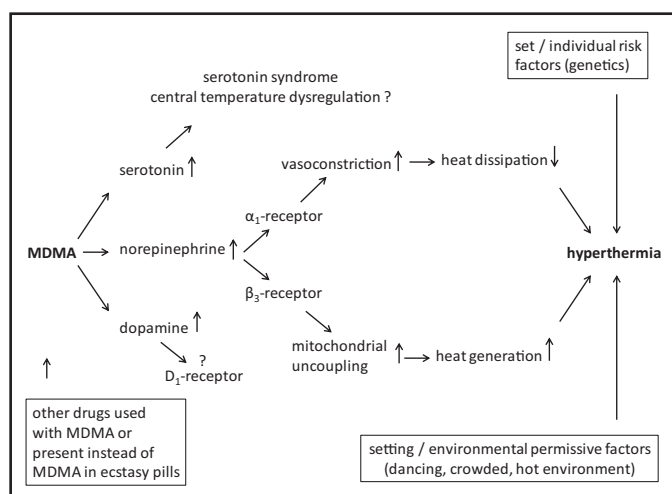 set / individual risk
factors (genetics)
serotonin syndrome
central temperature dysregulation ?
serotonin ↑
vasoconstriction ↑ → heat dissipation ↓
α₁-receptor
MDMA → norepinephrine ↑
hyperthermia
β₃-receptor
dopamine ↑
mitochondrial
uncoupling ↑ → heat generation ↑
?
D₁-receptor
other drugs used
with MDMA or
present instead of
MDMA in ecstasy pills
setting / environmental permissive factors
(dancing, crowded, hot environment)